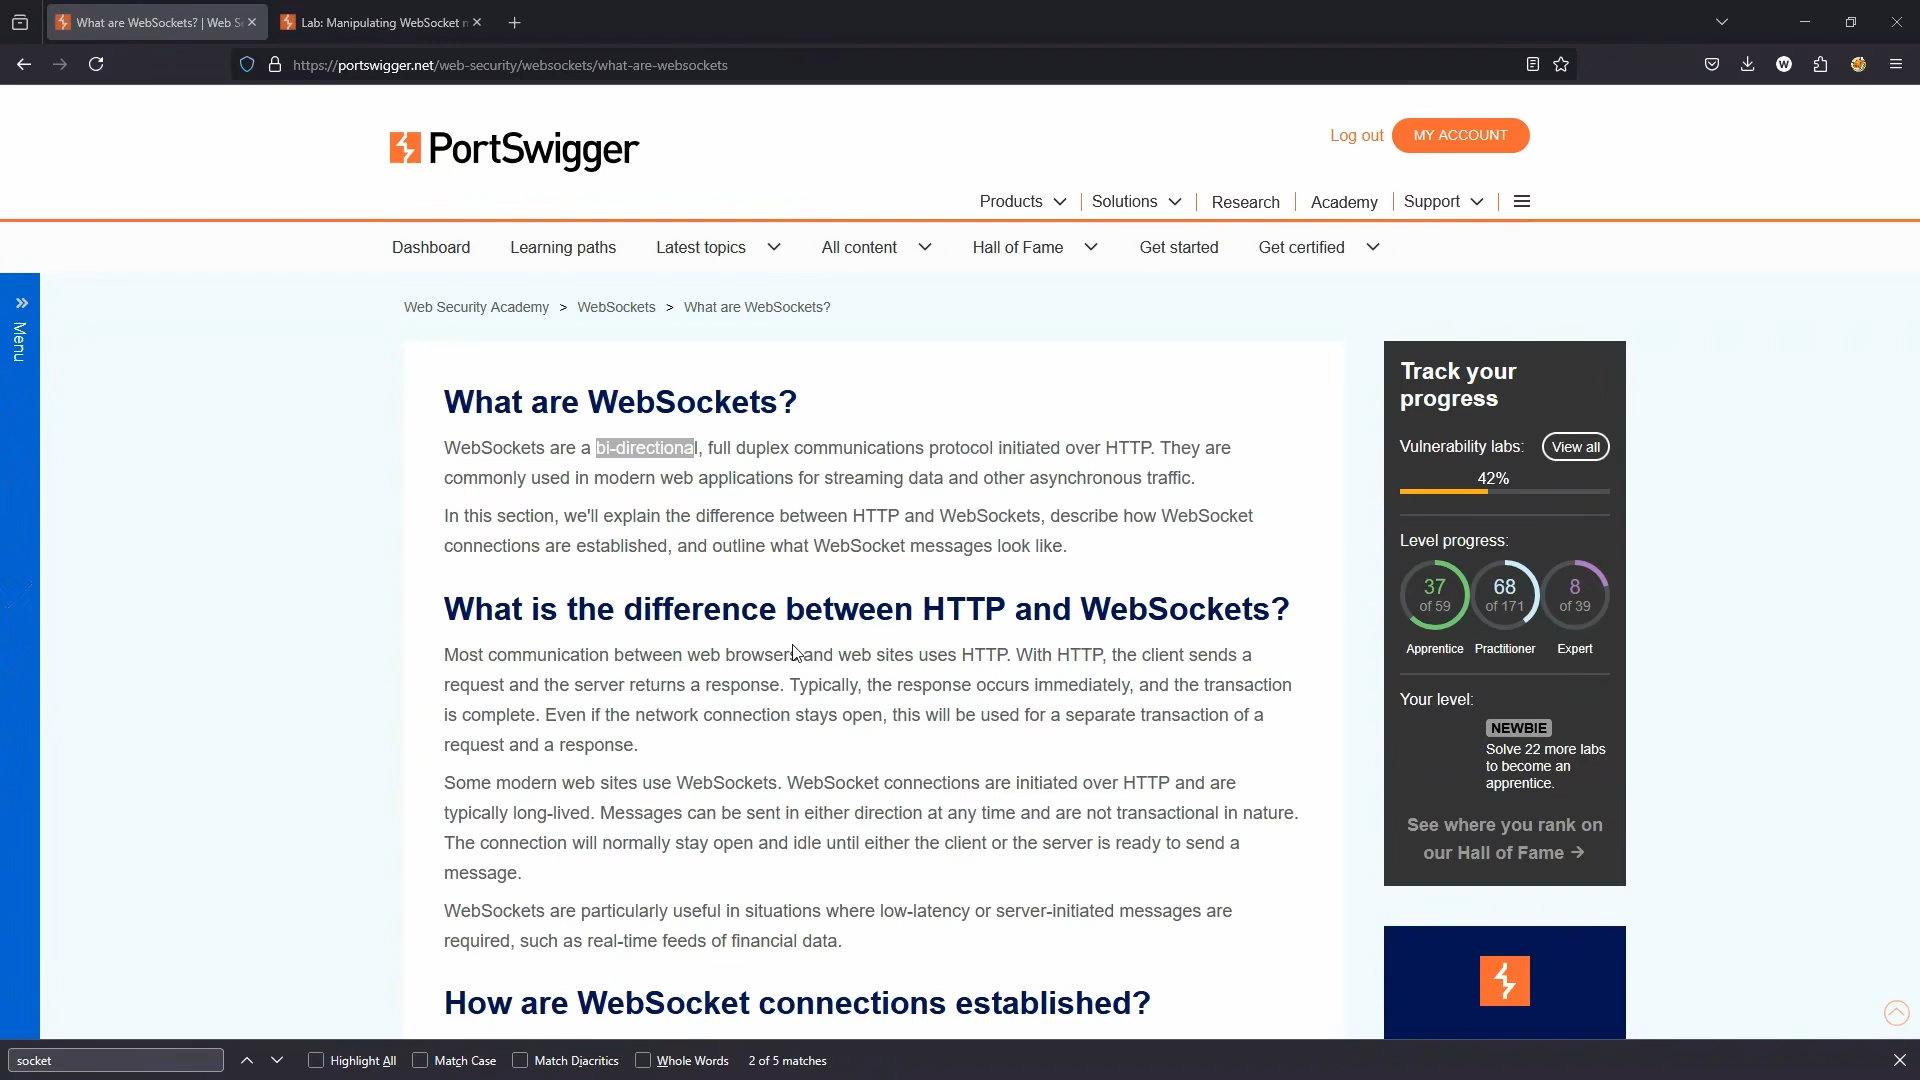 What are WebSockets? | Web S
Lab: Manipulating WebSocket
https://portswigger.net/web-security/websockets/what-are-websockets
PortSwigger
Log out
MY ACCOUNT
Products
Solutions
Research
Academy
Support
Dashboard
Learning paths
Latest topics
All content
Hall of Fame
Get started
Get certified
Menu
Web Security Academy > WebSockets > What are WebSockets?
What are WebSockets?
WebSockets are a bi-directional, full duplex communications protocol initiated over HTTP. They are
commonly used in modern web applications for streaming data and other asynchronous traffic.
In this section, we'll explain the difference between HTTP and WebSockets, describe how WebSocket
connections are established, and outline what WebSocket messages look like.
What is the difference between HTTP and WebSockets?
Most communication between web browsers and web sites uses HTTP. With HTTP, the client sends a
request and the server returns a response. Typically, the response occurs immediately, and the transaction
is complete. Even if the network connection stays open, this will be used for a separate transaction of a
request and a response.
Some modern web sites use WebSockets. WebSocket connections are initiated over HTTP and are
typically long-lived. Messages can be sent in either direction at any time and are not transactional in nature.
The connection will normally stay open and idle until either the client or the server is ready to send a
message.
WebSockets are particularly useful in situations where low-latency or server-initiated messages are
required, such as real-time feeds of financial data.
How are WebSocket connections established?
Track your
progress
Vulnerability labs:
View all
42%
Level progress:
37
of 59
68
of 171
8
of 39
Apprentice
Practitioner
Expert
Your level:
NEWBIE
Solve 22 more labs
to become an
apprentice.
See where you rank on
our Hall of Fame →
socket
Highlight All
Match Case
Match Diacritics
Whole Words
2 of 5 matches